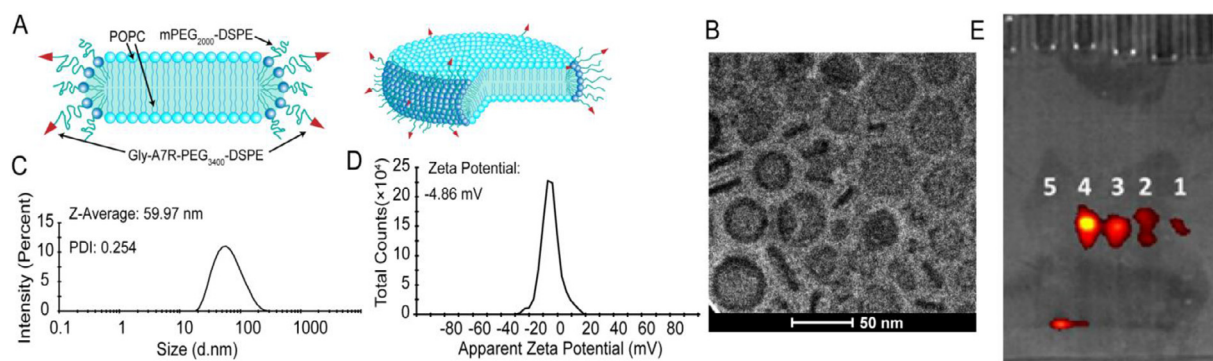 A
POPC
mPEG2000-DSPE
Gly-A7R-PEG3400-DSPE
B
50 nm
E
5 4 3 2 1
C
Z-Average: 59.97 nm
PDI: 0.254
Intensity (Percent)
15
10
5
0
0.1 1 10 100 1000
Size (d.nm)
D
Zeta Potential:
-4.86 mV
Total Counts(×10⁴)
25
20
15
10
5
0
-80 -60 -40 -20 0 20 40 60 80
Apparent Zeta Potential (mV)